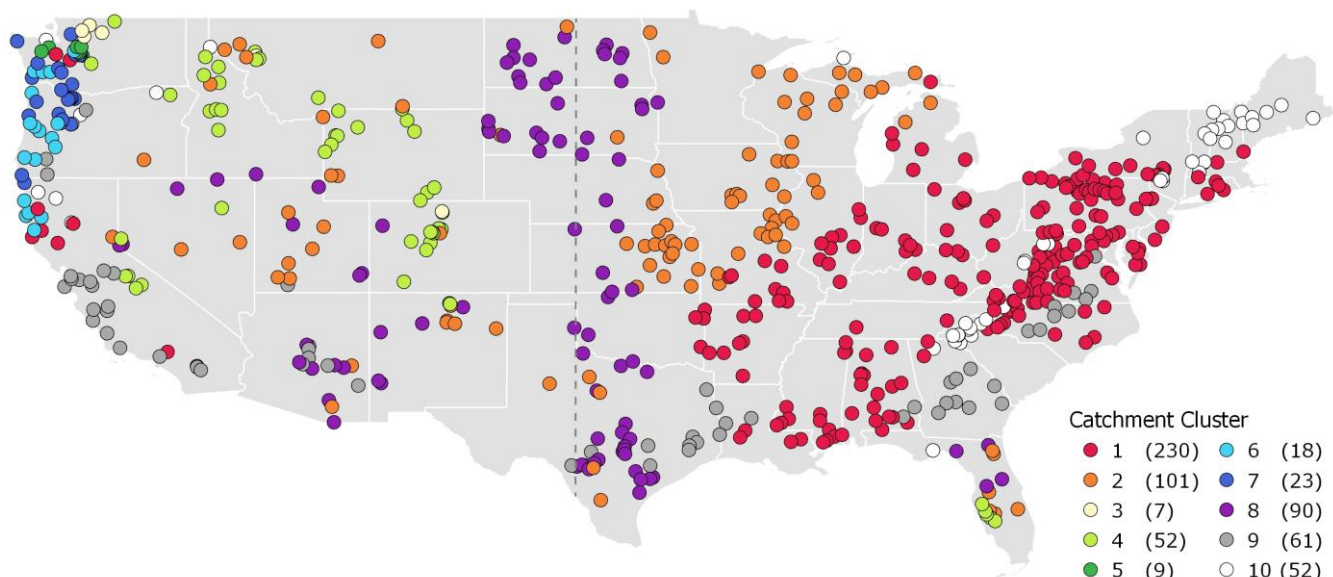 Catchment Cluster
1 (230) 6 (18)
2 (101) 7 (23)
3 (7) 8 (90)
4 (52) 9 (61)
5 (9) 10 (52)